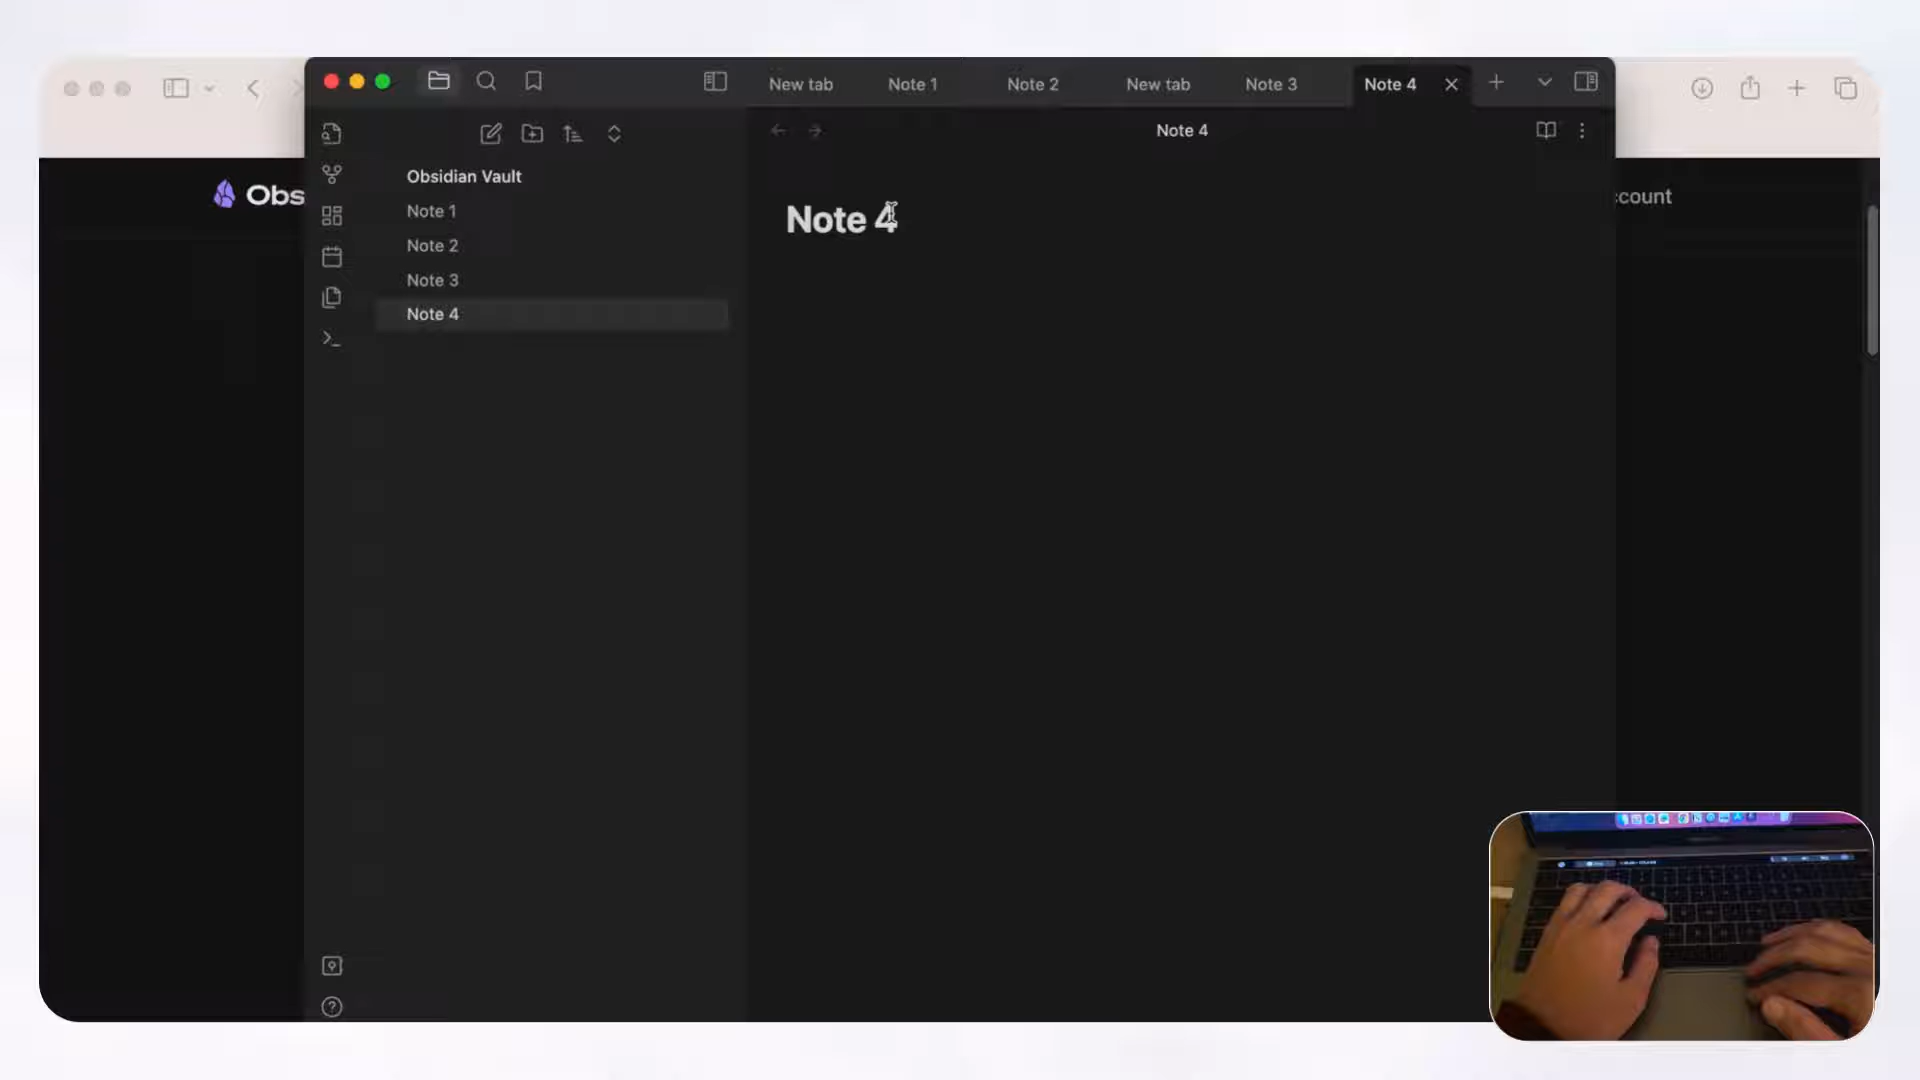 New tab Note 1 Note 2 New tab Note 3 Note 4
Note 4
Obsidian Vault
Note 1
Note 2
Note 3
Note 4
Note 4
Obs
ccount